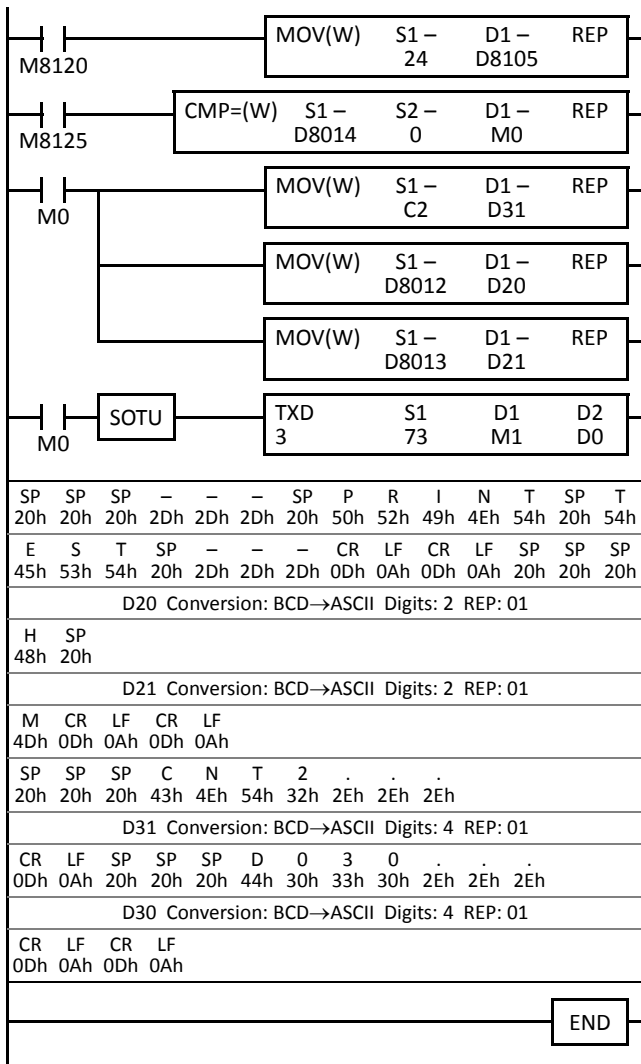 MOV(W) S1 – D1 – REP
M8120 24 D8105
CMP=(W) S1 – S2 – D1 – REP
M8125 D8014 0 M0
MOV(W) S1 – D1 – REP
M0 C2 D31
MOV(W) S1 – D1 – REP
D8012 D20
MOV(W) S1 – D1 – REP
D8013 D21
SOTU TXD S1 D1 D2
M0 3 73 M1 D0
SP SP SP – – – SP P R I N T SP T
20h 20h 20h 2Dh 2Dh 2Dh 20h 50h 52h 49h 4Eh 54h 20h 54h
E S T SP – – – CR LF CR LF SP SP SP
45h 53h 54h 20h 2Dh 2Dh 2Dh 0Dh 0Ah 0Dh 0Ah 20h 20h 20h
D20 Conversion: BCD→ASCII Digits: 2 REP: 01
H SP
48h 20h
D21 Conversion: BCD→ASCII Digits: 2 REP: 01
M CR LF CR LF
4Dh 0Dh 0Ah 0Dh 0Ah
SP SP SP C N T 2 . . .
20h 20h 20h 43h 4Eh 54h 32h 2Eh 2Eh 2Eh
D31 Conversion: BCD→ASCII Digits: 4 REP: 01
CR LF SP SP SP D 0 3 0 . . .
0Dh 0Ah 20h 20h 20h 44h 30h 33h 30h 2Eh 2Eh 2Eh
D30 Conversion: BCD→ASCII Digits: 4 REP: 01
CR LF CR LF
0Dh 0Ah 0Dh 0Ah
END